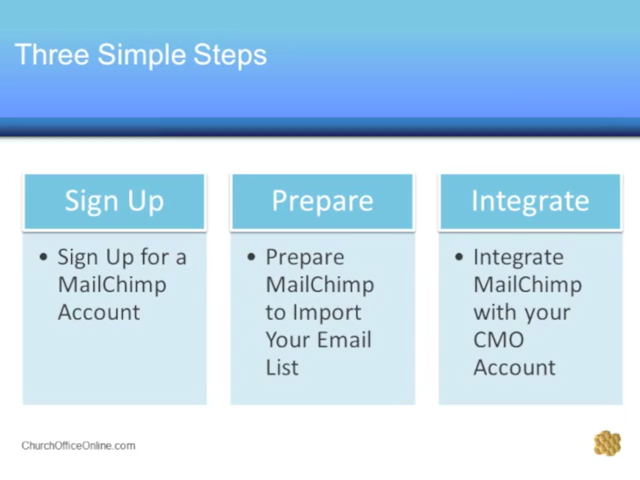 Three Simple Steps
Sign Up
• Sign Up for a
MailChimp
Account
Prepare
• Prepare
MailChimp
to Import
Your Email
List
Integrate
• Integrate
MailChimp
with your
CMO
Account
ChurchOfficeOnline.com